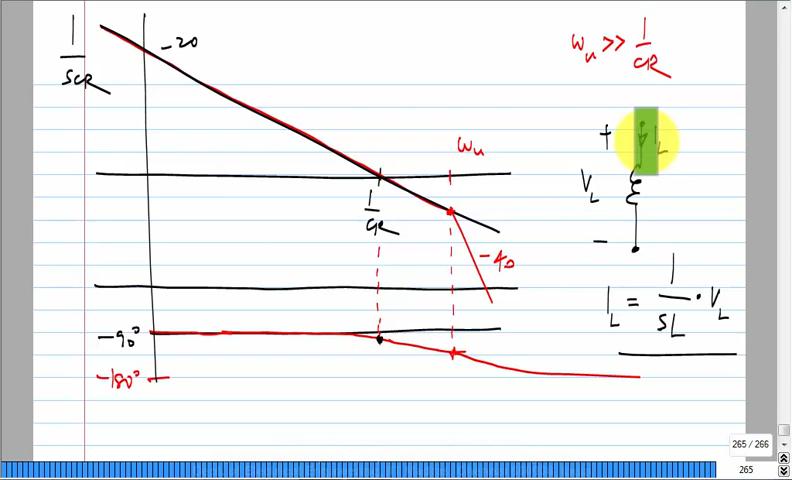 1/sCR
-20
ωu >> 1/CR
ωu
1/CR
-40
-90°
-180°
+
IL
VL
-
IL = 1/sL · VL
265 / 266
265